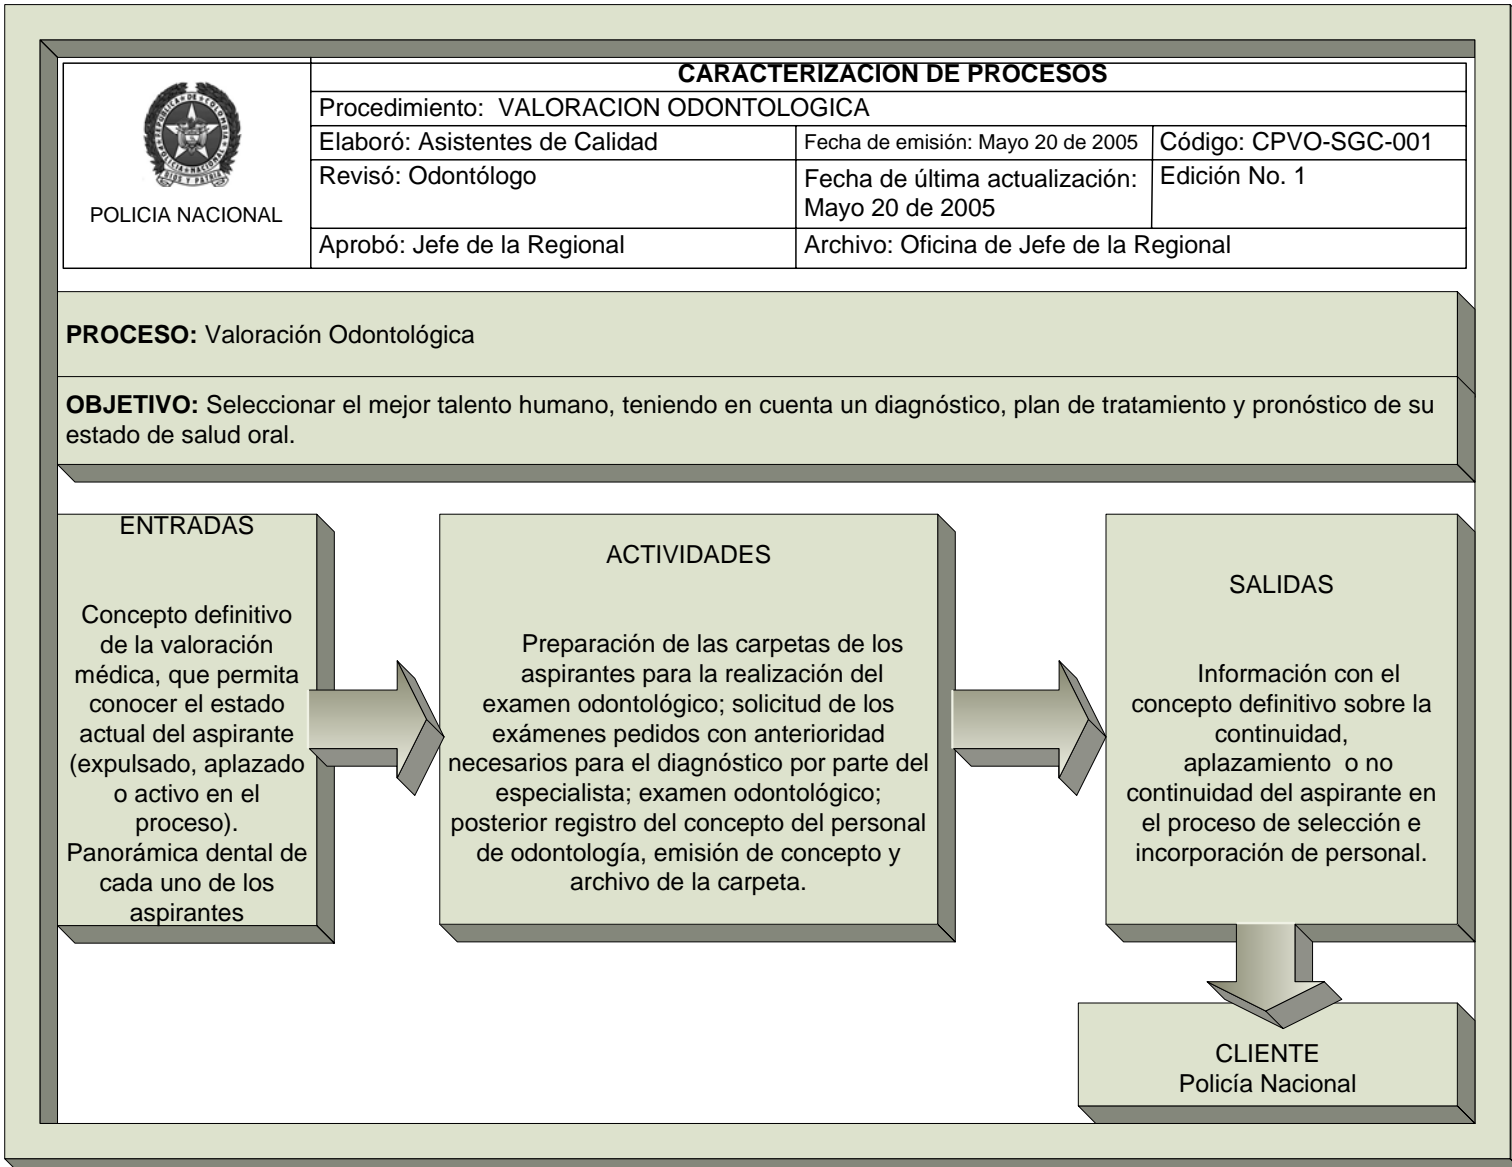 CARACTERIZACION DE PROCESOS
Procedimiento: VALORACION ODONTOLOGICA
Elaboró: Asistentes de Calidad
Fecha de emisión: Mayo 20 de 2005
Código: CPVO-SGC-001
Revisó: Odontólogo
Fecha de última actualización:
Mayo 20 de 2005
Edición No. 1
Aprobó: Jefe de la Regional
Archivo: Oficina de Jefe de la Regional
REPUBLICA DE COLOMBIA
POLICIA NACIONAL
DIOS Y PATRIA
POLICIA NACIONAL
PROCESO: Valoración Odontológica
OBJETIVO: Seleccionar el mejor talento humano, teniendo en cuenta un diagnóstico, plan de tratamiento y pronóstico de su
estado de salud oral.
ENTRADAS
Concepto definitivo
de la valoración
médica, que permita
conocer el estado
actual del aspirante
(expulsado, aplazado
o activo en el
proceso).
Panorámica dental de
cada uno de los
aspirantes
ACTIVIDADES
Preparación de las carpetas de los
aspirantes para la realización del
examen odontológico; solicitud de los
exámenes pedidos con anterioridad
necesarios para el diagnóstico por parte del
especialista; examen odontológico;
posterior registro del concepto del personal
de odontología, emisión de concepto y
archivo de la carpeta.
SALIDAS
Información con el
concepto definitivo sobre la
continuidad,
aplazamiento o no
continuidad del aspirante en
el proceso de selección e
incorporación de personal.
CLIENTE
Policía Nacional